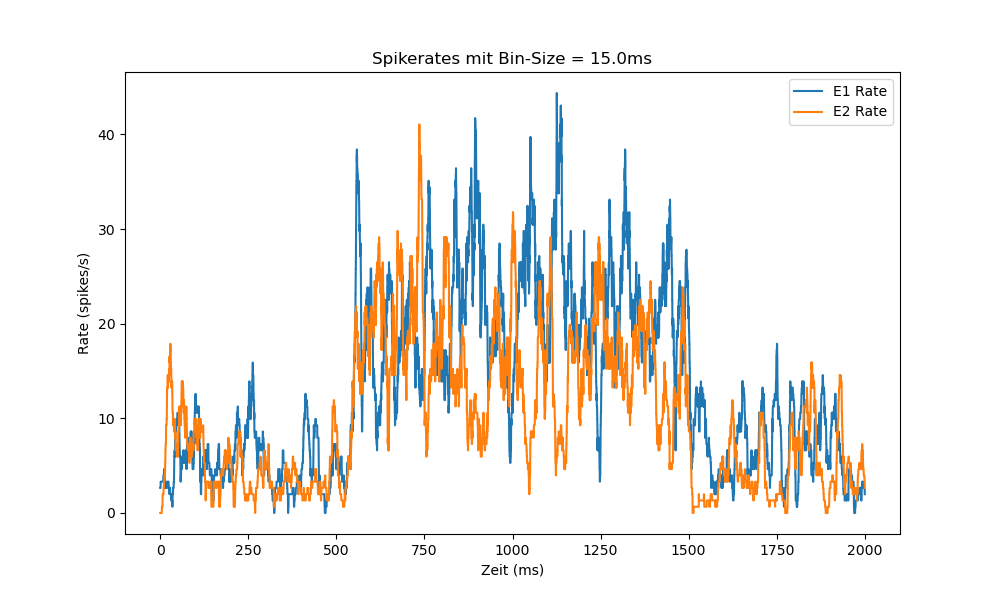 Spikerates mit Bin-Size = 15.0ms
E1 Rate
E2 Rate
Rate (spikes/s)
40
30
20
10
0
0 250 500 750 1000 1250 1500 1750 2000
Zeit (ms)